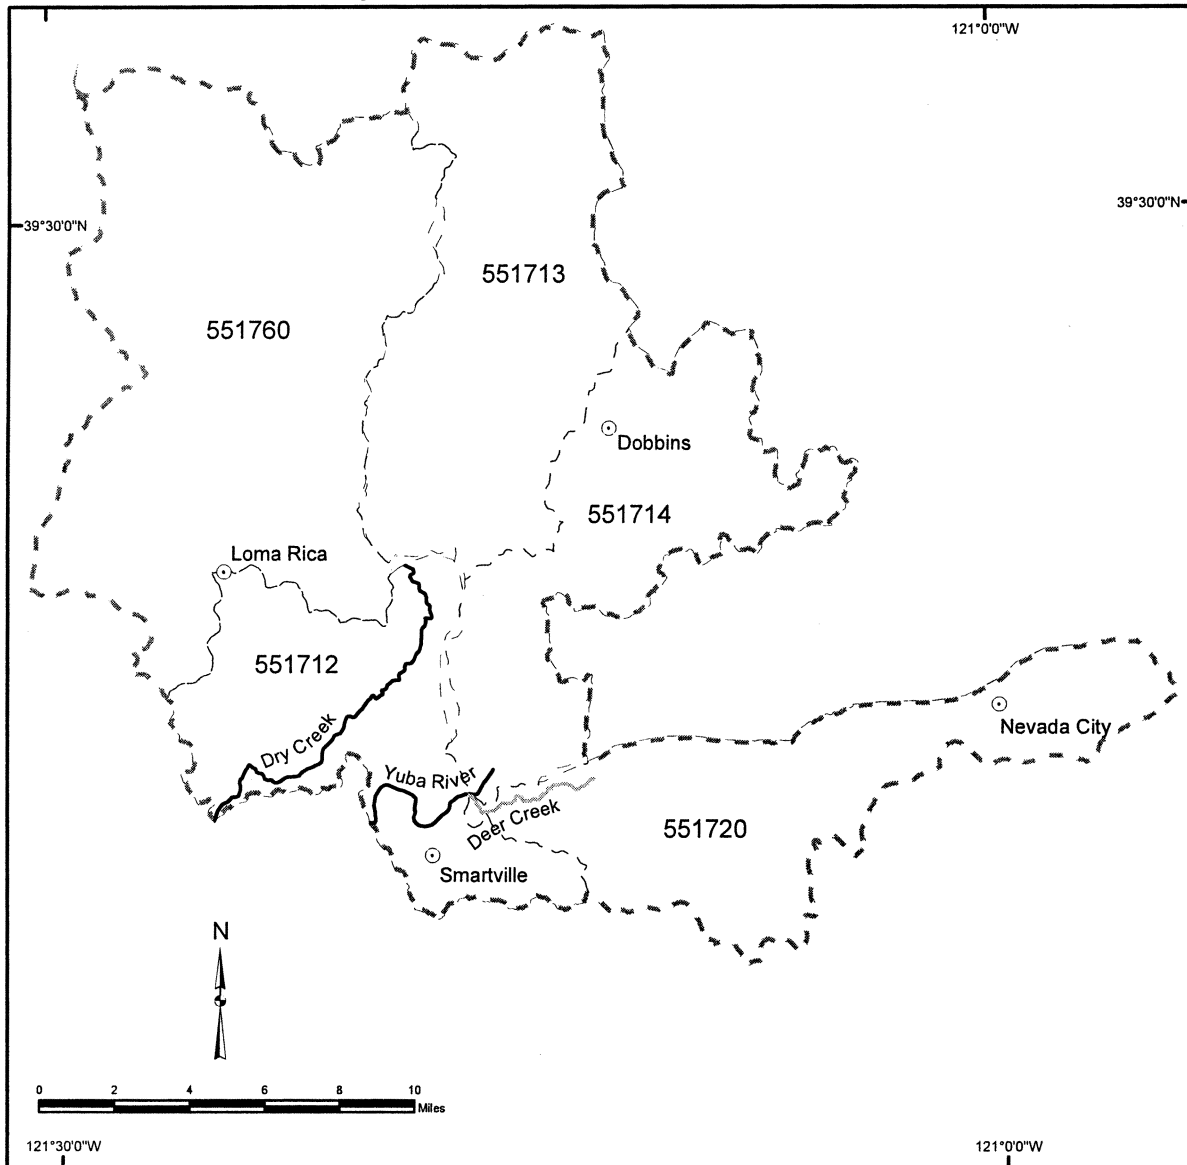 121°0'0"W
39°30'0"N
39°30'0"N
551713
551760
Dobbins
551714
Loma Rica
551712
Nevada City
Dry Creek
Yuba River
Deer Creek
551720
Smartville
N
0 2 4 6 8 10
Miles
121°30'0"W
121°0'0"W